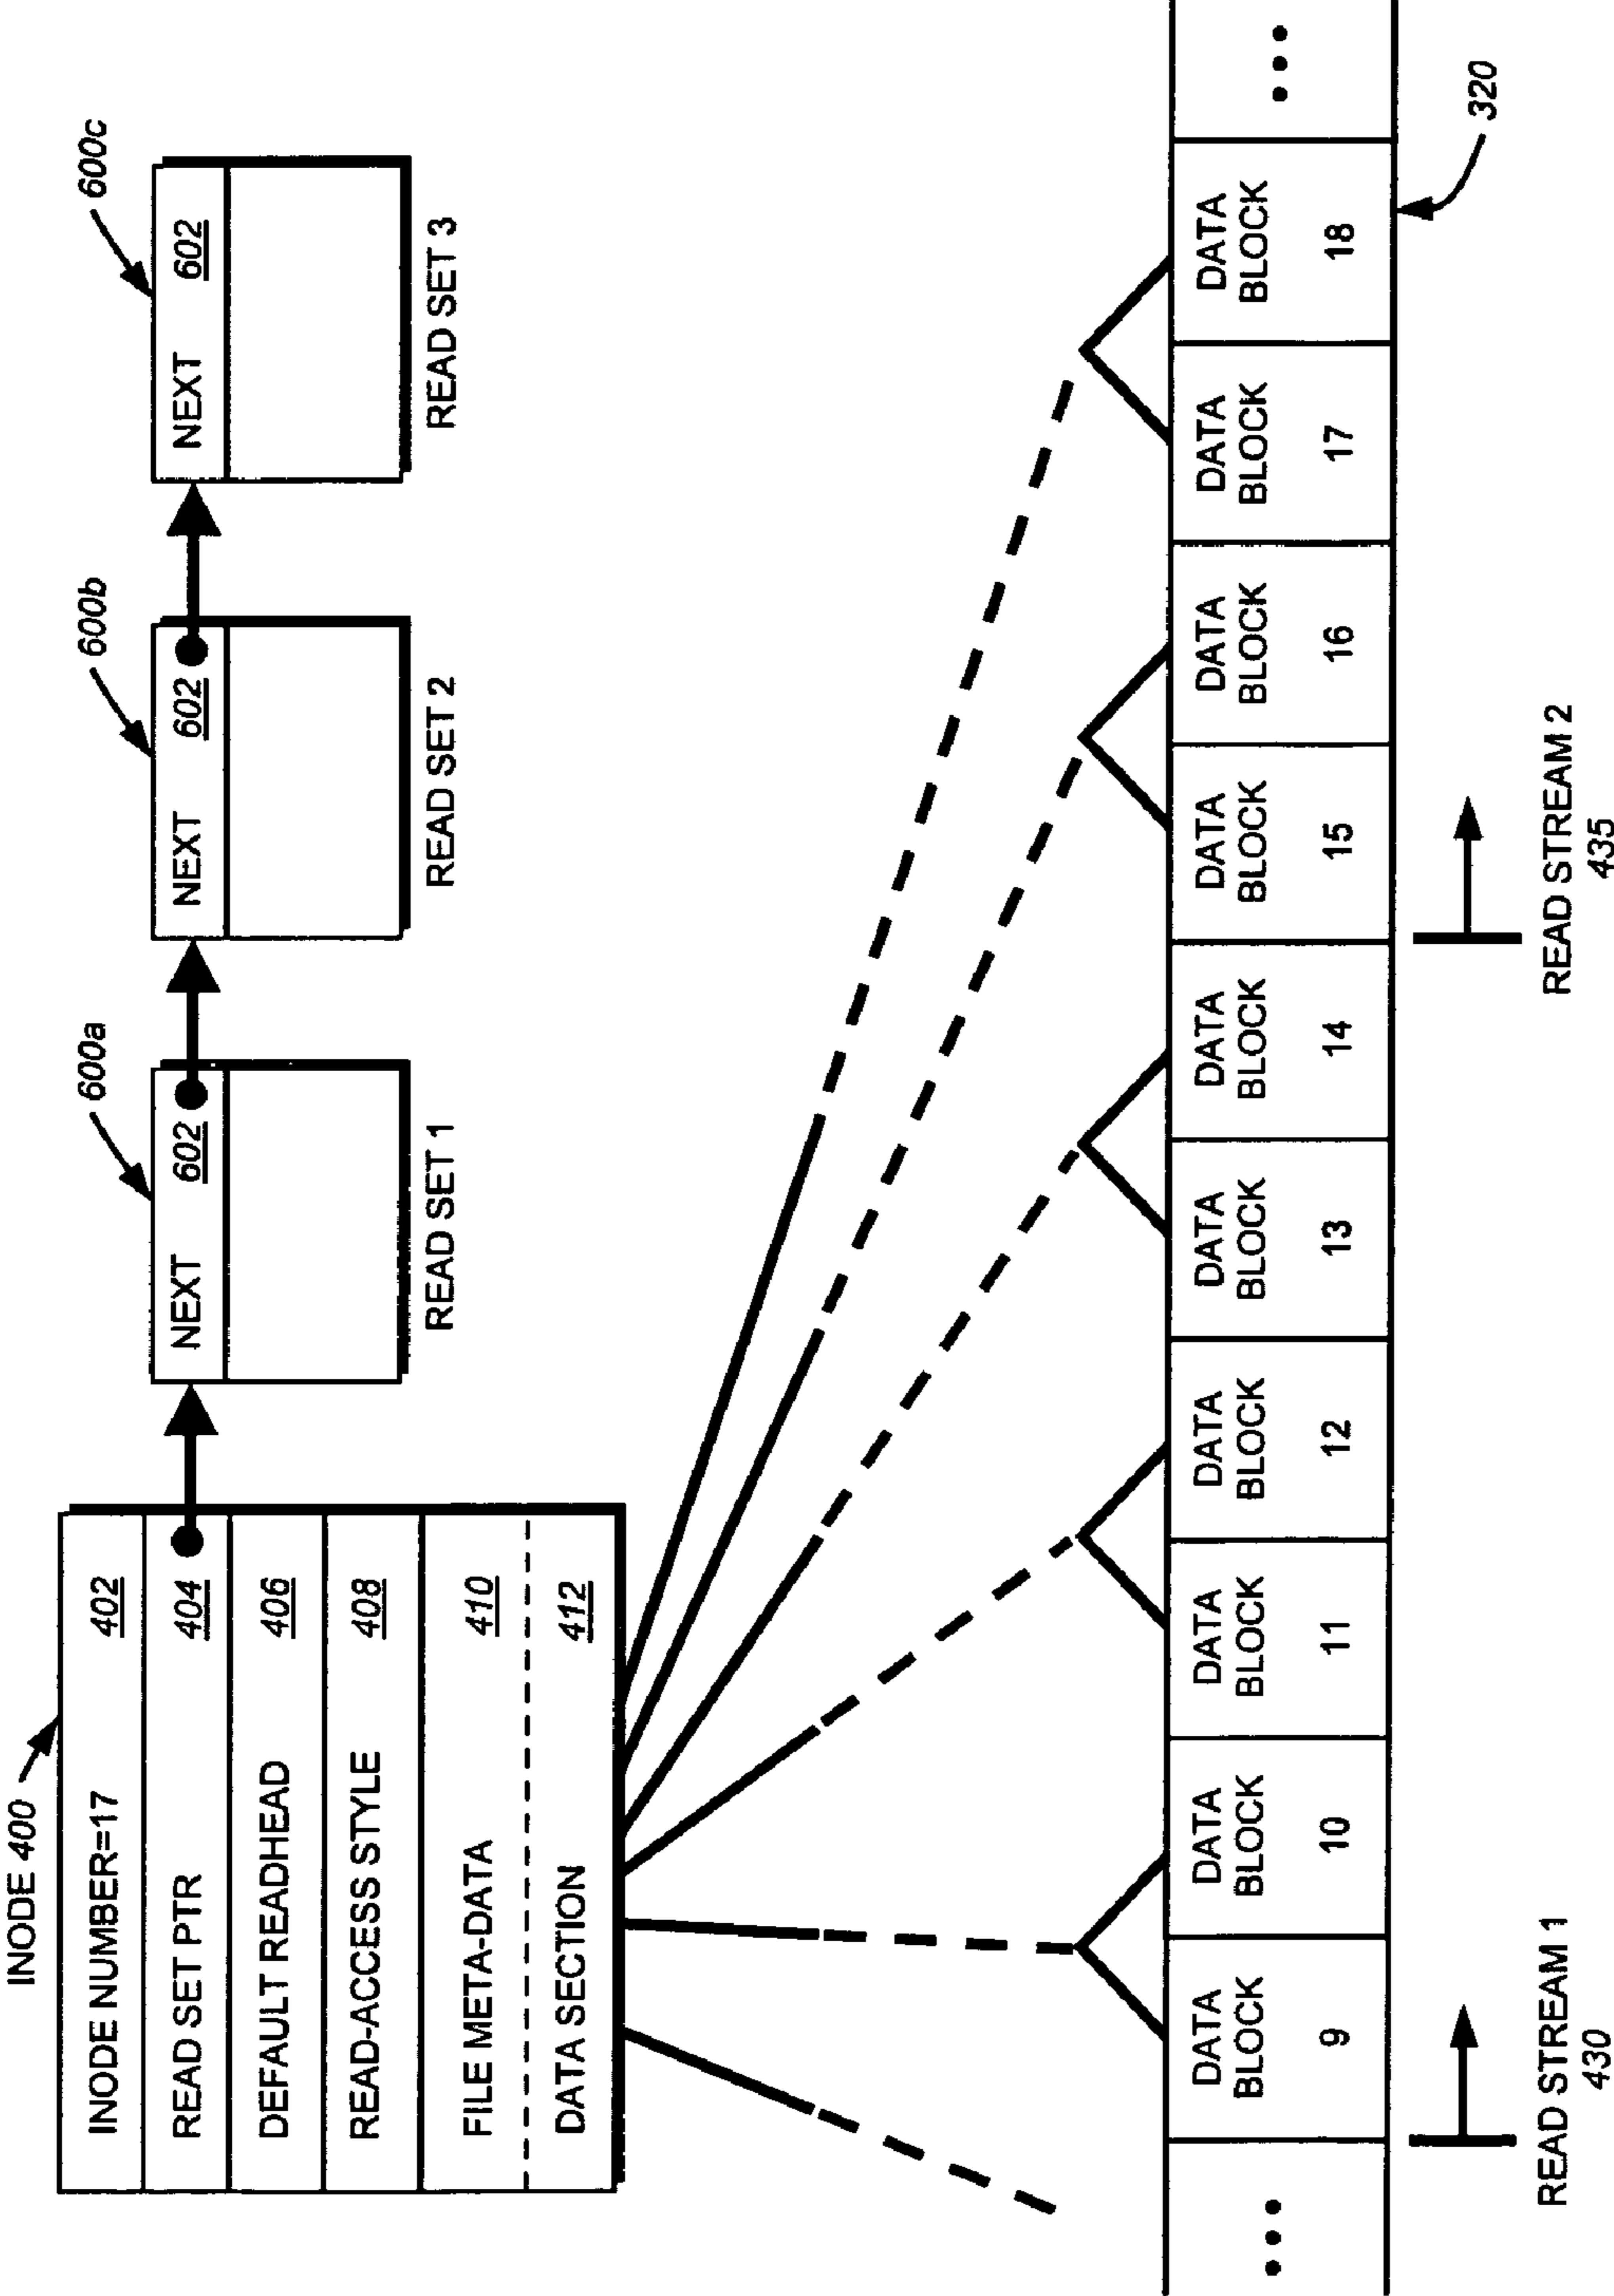 INODE 400
INODE NUMBER=17 402
READ SET PTR 404
DEFAULT READHEAD 406
READ-ACCESS STYLE 408
FILE META-DATA 410
DATA SECTION 412
600a
NEXT 602
READ SET 1
600b
NEXT 602
READ SET 2
600c
NEXT 602
READ SET 3
...
DATA
BLOCK
9
DATA
BLOCK
10
DATA
BLOCK
11
DATA
BLOCK
12
DATA
BLOCK
13
DATA
BLOCK
14
DATA
BLOCK
15
DATA
BLOCK
16
DATA
BLOCK
17
DATA
BLOCK
18
...
320
READ STREAM 1
430
READ STREAM 2
435